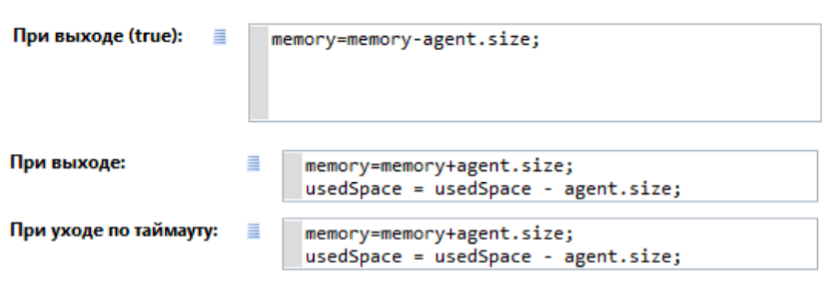 При выходе (true):
memory=memory-agent.size;
При выходе:
memory=memory+agent.size;
usedSpace = usedSpace - agent.size;
При уходе по таймауту:
memory=memory+agent.size;
usedSpace = usedSpace - agent.size;